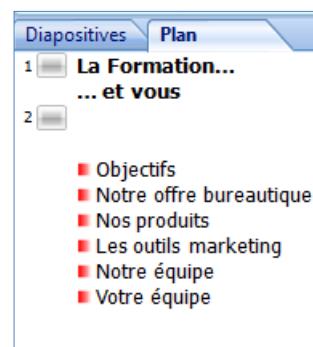 Diapositives Plan
1 La Formation...
... et vous
2
Objectifs
Notre offre bureautique
Nos produits
Les outils marketing
Notre équipe
Votre équipe